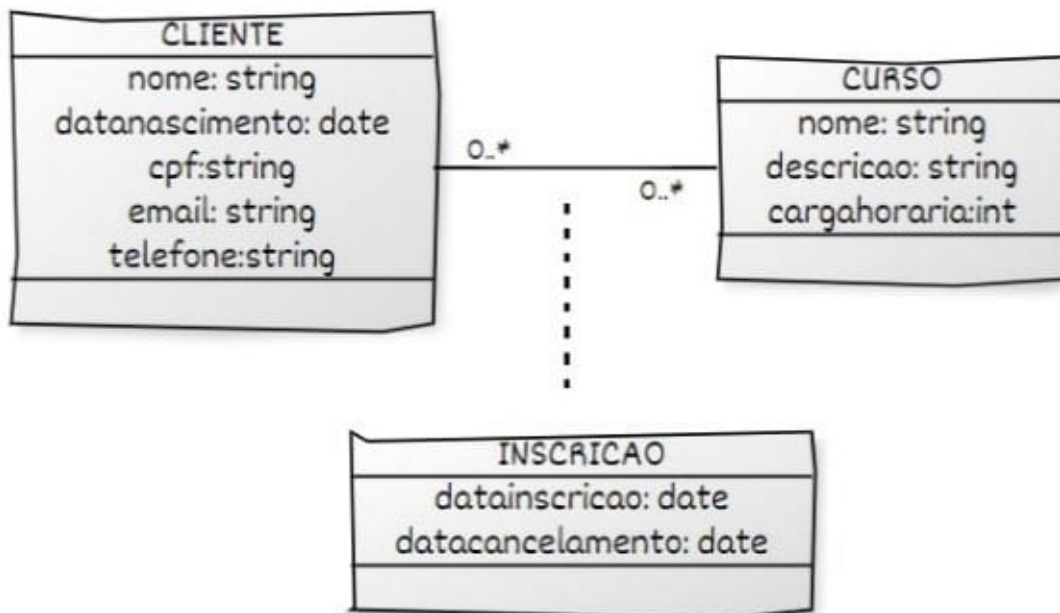 CLIENTE
nome: string
datanascimento: date
cpf:string
email: string
telefone:string
0..*
0..*
CURSO
nome: string
descricao: string
cargahoraria:int
INSCRICAO
datainscricao: date
datacancelamento: date